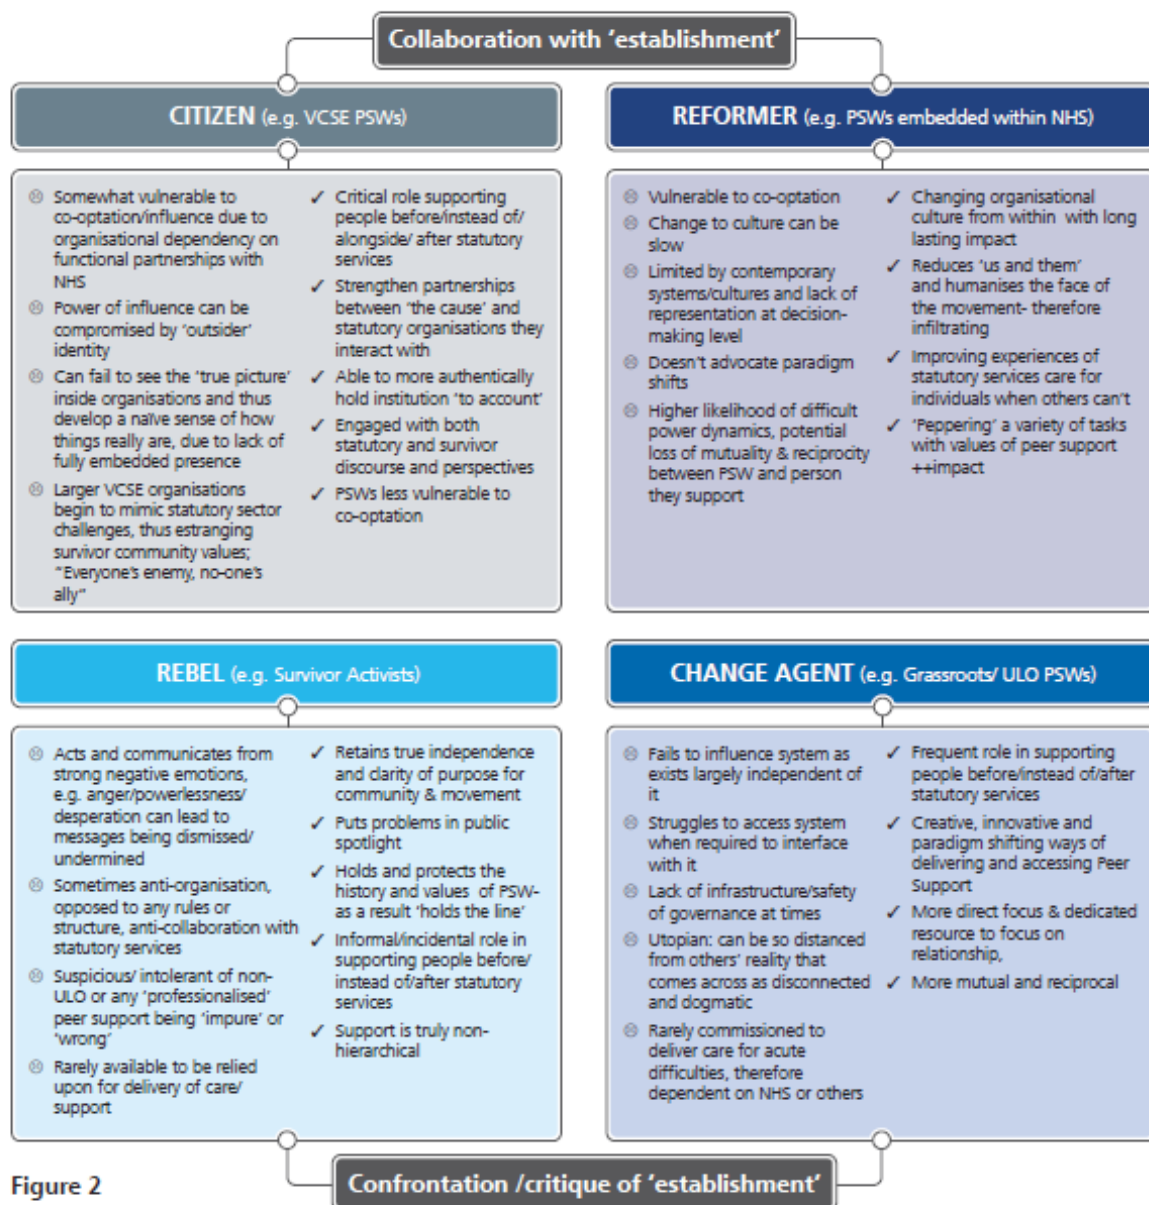 Collaboration with ‘establishment’
CITIZEN (e.g. VCSE PSWs)
☹ Somewhat vulnerable to
co-optation/influence due to
organisational dependency on
functional partnerships with
NHS
☹ Power of influence can be
compromised by ‘outsider’
identity
☹ Can fail to see the ‘true picture’
inside organisations and thus
develop a naïve sense of how
things really are, due to lack of
fully embedded presence
☹ Larger VCSE organisations
begin to mimic statutory sector
challenges, thus estranging
survivor community values;
“Everyone’s enemy, no-one’s
ally”
✓ Critical role supporting
people before/instead of/
alongside/ after statutory
services
✓ Strengthen partnerships
between ‘the cause’ and
statutory organisations they
interact with
✓ Able to more authentically
hold institution ‘to account’
✓ Engaged with both
statutory and survivor
discourse and perspectives
✓ PSWs less vulnerable to
co-optation
REFORMER (e.g. PSWs embedded within NHS)
☹ Vulnerable to co-optation
☹ Change to culture can be
slow
☹ Limited by contemporary
systems/cultures and lack of
representation at decision-
making level
☹ Doesn’t advocate paradigm
shifts
☹ Higher likelihood of difficult
power dynamics, potential
loss of mutuality & reciprocity
between PSW and person
they support
✓ Changing organisational
culture from within with long
lasting impact
✓ Reduces ‘us and them’
and humanises the face of
the movement- therefore
infiltrating
✓ Improving experiences of
statutory services care for
individuals when others can’t
✓ ‘Peppering’ a variety of tasks
with values of peer support
++impact
REBEL (e.g. Survivor Activists)
☹ Acts and communicates from
strong negative emotions,
e.g. anger/powerlessness/
desperation can lead to
messages being dismissed/
undermined
☹ Sometimes anti-organisation,
opposed to any rules or
structure, anti-collaboration with
statutory services
☹ Suspicious/ intolerant of non-
ULO or any ‘professionalised’
peer support being ‘impure’ or
‘wrong’
☹ Rarely available to be relied
upon for delivery of care/
support
✓ Retains true independence
and clarity of purpose for
community & movement
✓ Puts problems in public
spotlight
✓ Holds and protects the
history and values of PSW-
as a result ‘holds the line’
✓ Informal/incidental role in
supporting people before/
instead of/after statutory
services
✓ Support is truly non-
hierarchical
CHANGE AGENT (e.g. Grassroots/ ULO PSWs)
☹ Fails to influence system as
exists largely independent of
it
☹ Struggles to access system
when required to interface
with it
☹ Lack of infrastructure/safety
of governance at times
☹ Utopian: can be so distanced
from others’ reality that
comes across as disconnected
and dogmatic
☹ Rarely commissioned to
deliver care for acute
difficulties, therefore
dependent on NHS or others
✓ Frequent role in supporting
people before/instead of/after
statutory services
✓ Creative, innovative and
paradigm shifting ways of
delivering and accessing Peer
Support
✓ More direct focus & dedicated
resource to focus on
relationship,
✓ More mutual and reciprocal
Figure 2
Confrontation /critique of ‘establishment’